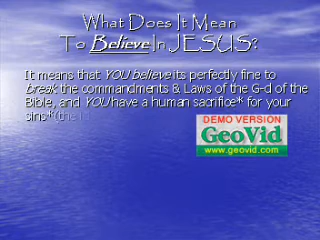 What Does It Mean
To Believe In JESUS?
It means that YOU believe its perfectly fine to
break the commandments & Laws of the G-d of the
Bible, and YOU have a human sacrifice* for your
sins*(the
DEMO VERSION
GeoVid
www.geovid.com